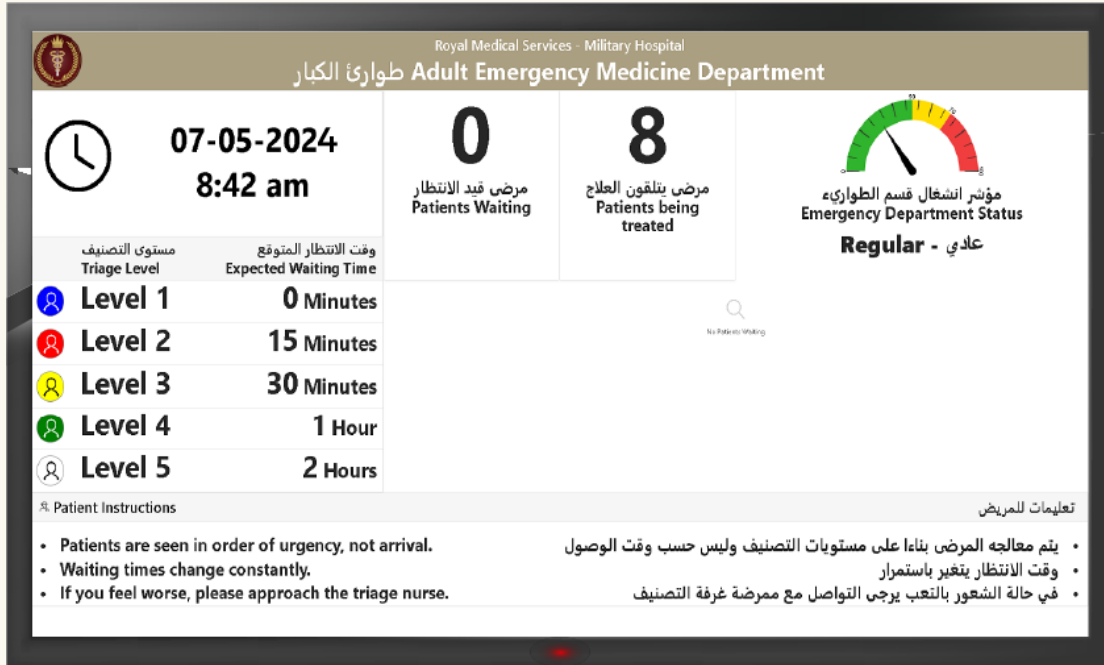 Royal Medical Services - Military Hospital
طوارئ الكبار Adult Emergency Medicine Department
07-05-2024
8:42 am
0
مرضى قيد الانتظار
Patients Waiting
8
مرضى يتلقون العلاج
Patients being
treated
مؤشر انشغال قسم الطواريء
Emergency Department Status
Regular - عادي
مستوى التصنيف
Triage Level
وقت الانتظار المتوقع
Expected Waiting Time
Level 1 0 Minutes
Level 2 15 Minutes
Level 3 30 Minutes
Level 4 1 Hour
Level 5 2 Hours
No Patients Waiting
Patient Instructions
تعليمات للمريض
• Patients are seen in order of urgency, not arrival.
• Waiting times change constantly.
• If you feel worse, please approach the triage nurse.
• يتم معالجه المرضى بناءا على مستويات التصنيف وليس حسب وقت الوصول
• وقت الانتظار يتغير باستمرار
• في حالة الشعور بالتعب يرجى التواصل مع ممرضة غرفة التصنيف